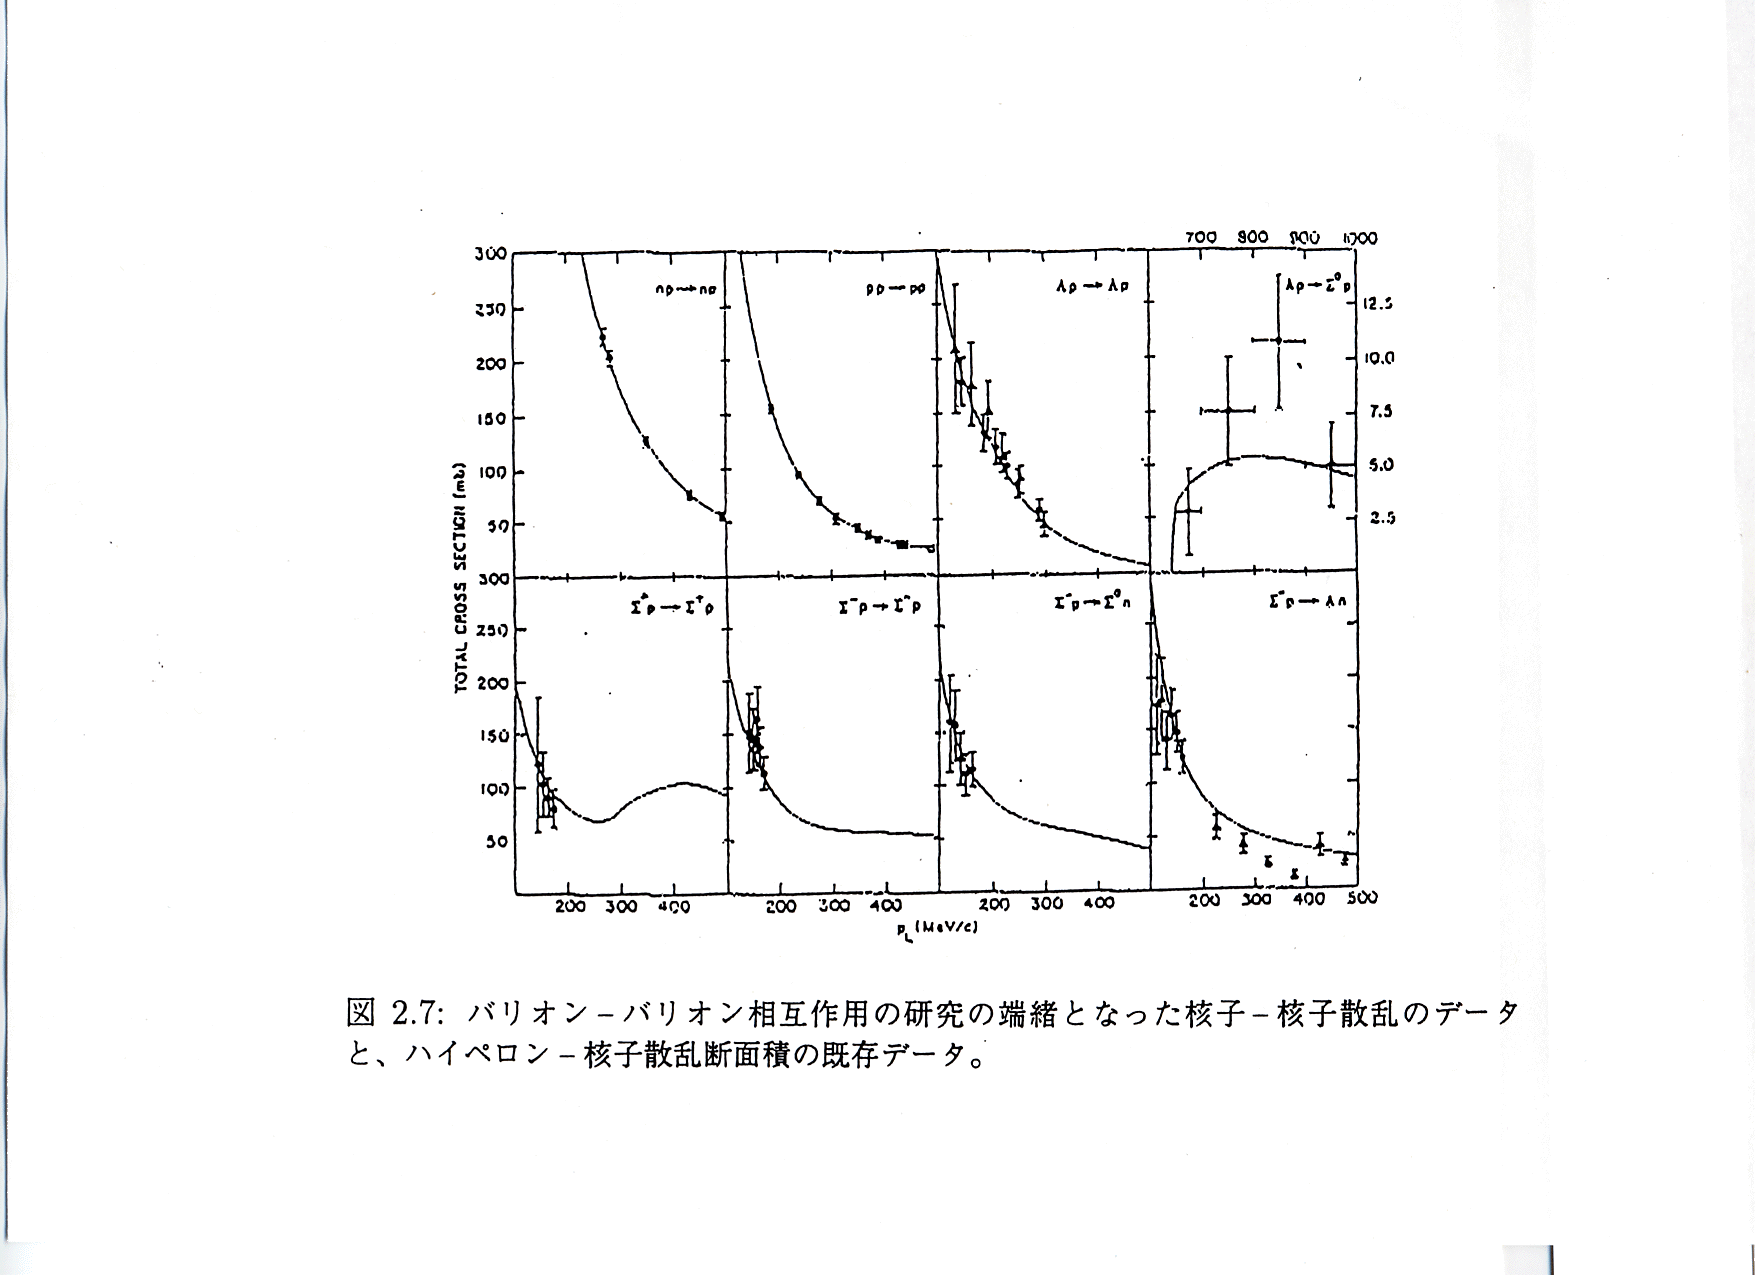 700 800 900 1000
300
np→np
pp→pp
Λp→Λp
Λp→Σ⁰p
250
12.5
200
10.0
150
7.5
100
5.0
50
2.5
TOTAL CROSS SECTION (mb)
300
Σ⁺p→Σ⁺p
Σ⁻p→Σ⁻p
Σ⁻p→Σ⁰n
Σ⁻p→Λn
250
200
150
100
50
200 300 400 200 300 400 200 300 400 200 300 400 500
p_L (MeV/c)
図 2.7: バリオン–バリオン相互作用の研究の端緒となった核子–核子散乱のデータ
と、ハイペロン–核子散乱断面積の既存データ。